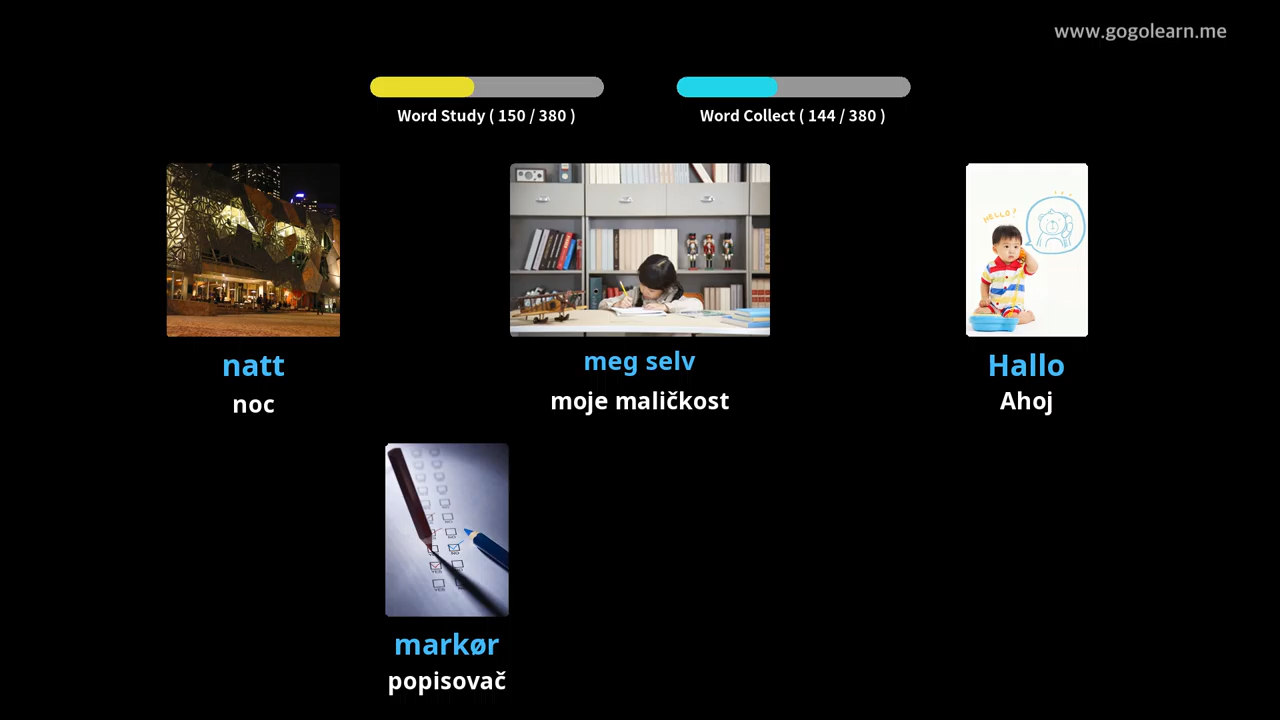 www.gogolearn.me
Word Study ( 150 / 380 )
Word Collect ( 144 / 380 )
HELLO?
natt
noc
meg selv
moje maličkost
Hallo
Ahoj
markør
popisovač